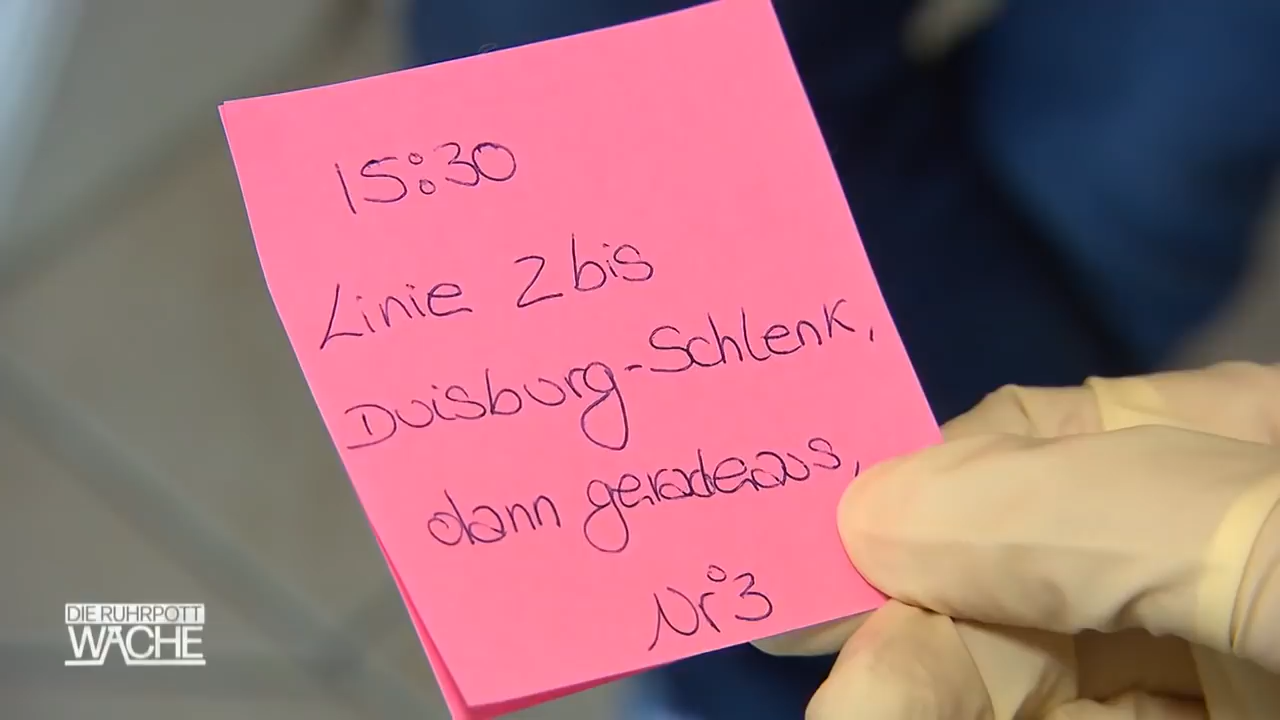 15:30
Linie 2 bis
Duisburg-Schlenk,
dann geradeaus,
Nr°3
DIE RUHRPOTT
WACHE